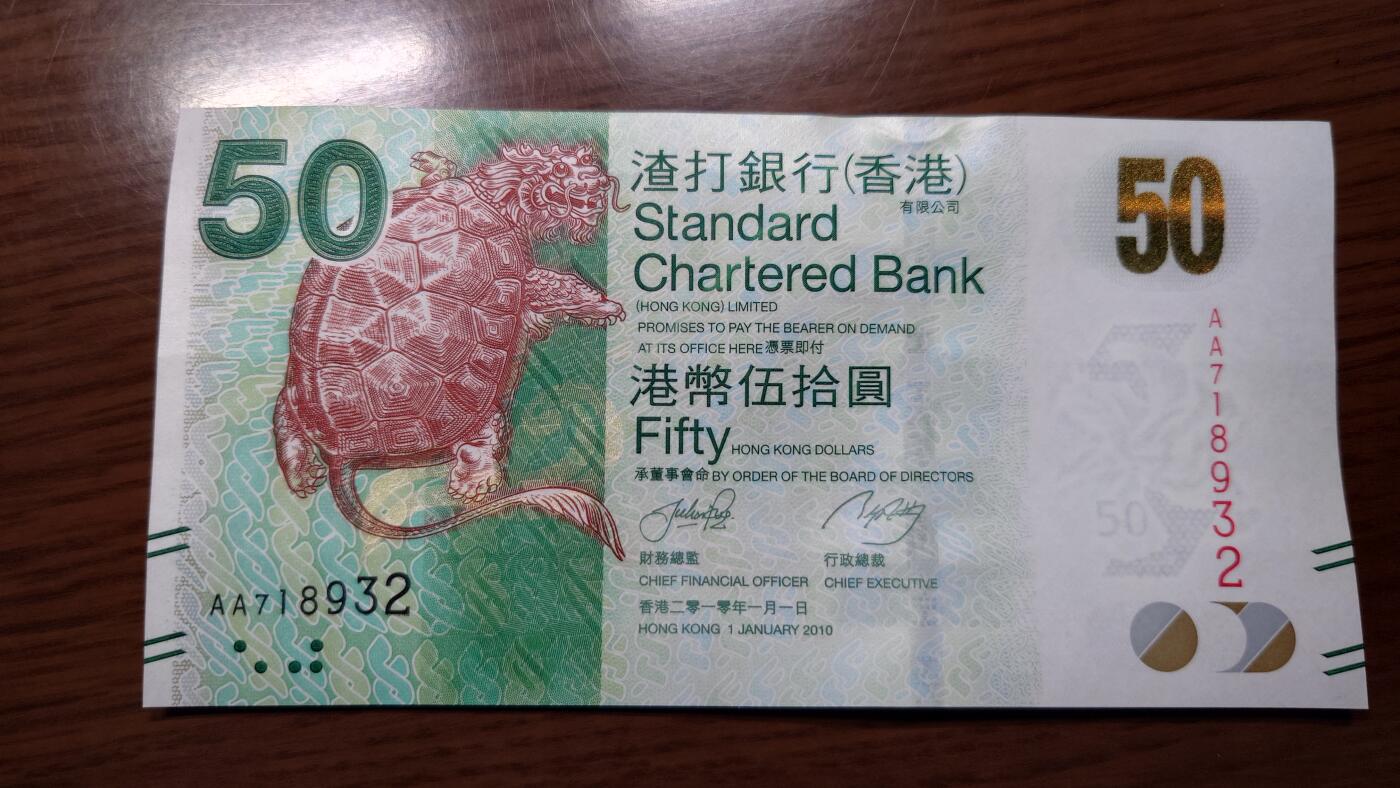 50
渣打銀行(香港)
有限公司
Standard
Chartered Bank
(HONG KONG) LIMITED
PROMISES TO PAY THE BEARER ON DEMAND
AT ITS OFFICE HERE 憑票即付
港幣伍拾圓
Fifty HONG KONG DOLLARS
承董事會命 BY ORDER OF THE BOARD OF DIRECTORS
財務總監 行政總裁
CHIEF FINANCIAL OFFICER CHIEF EXECUTIVE
香港二零一零年一月一日
HONG KONG 1 JANUARY 2010
AA718932
50
AA718932
50